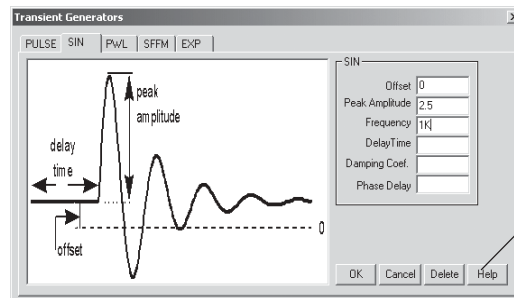 Transient Generators
PULSE SIN PWL SFFM EXP
peak
amplitude
delay
time
offset
0
SIN
Offset 0
Peak Amplitude 2.5
Frequency 1K
DelayTime
Damping Coef.
Phase Delay
OK Cancel Delete Help